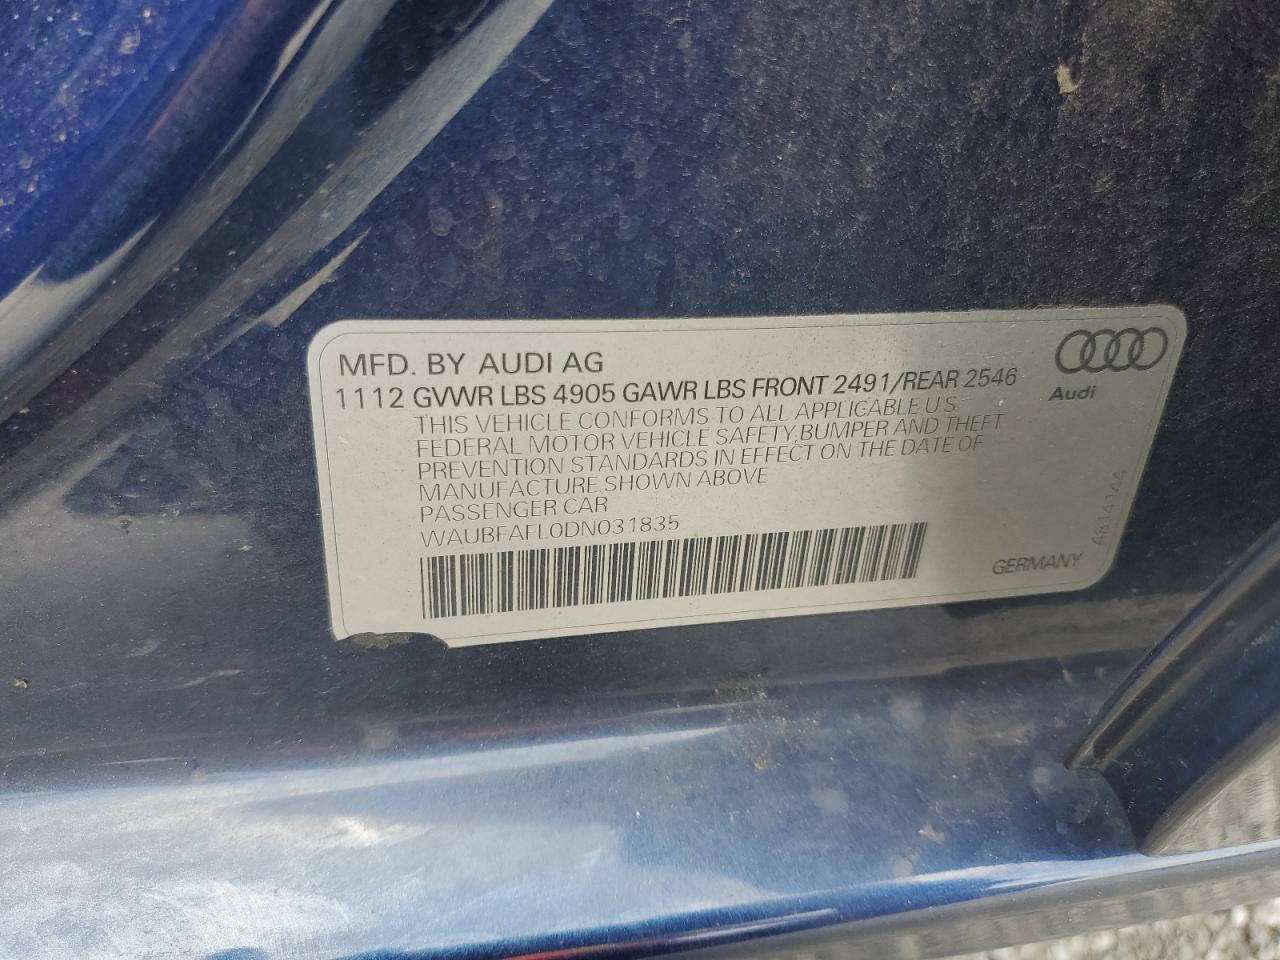 MFD. BY AUDI AG
1112 GVWR LBS 4905 GAWR LBS FRONT 2491/REAR 2546
Audi
THIS VEHICLE CONFORMS TO ALL APPLICABLE U S
FEDERAL MOTOR VEHICLE SAFETY,BUMPER AND THEFT
PREVENTION STANDARDS IN EFFECT ON THE DATE OF
MANUFACTURE SHOWN ABOVE
PASSENGER CAR
WAUBFAFL0DN031835
GERMANY
4814144